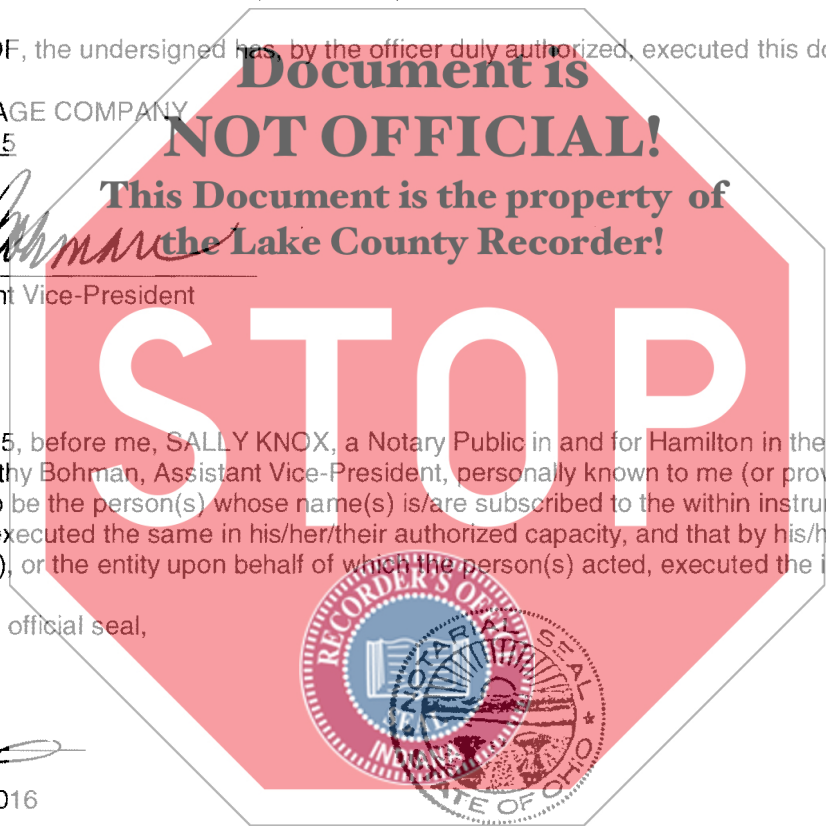 F, the undersigned has, by the officer duly authorized, executed this do
Document is
AGE COMPANY
5
NOT OFFICIAL!
This Document is the property of
the Lake County Recorder!
nt Vice-President
STOP
5, before me, SALLY KNOX, a Notary Public in and for Hamilton in the
thy Bohman, Assistant Vice-President, personally known to me (or prov
be the person(s) whose name(s) is/are subscribed to the within instru
xecuted the same in his/her/their authorized capacity, and that by his/h
), or the entity upon behalf of which the person(s) acted, executed the i
official seal,
RECORDER'S OFFICE
SEAL
INDIANA
NOTARIAL SEAL
STATE OF OHIO
016